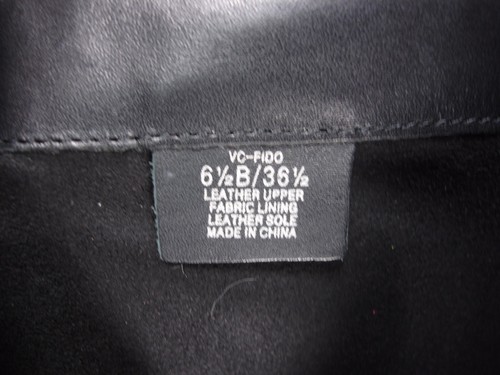 VC-FIDO
6½B/36½
LEATHER UPPER
FABRIC LINING
LEATHER SOLE
MADE IN CHINA